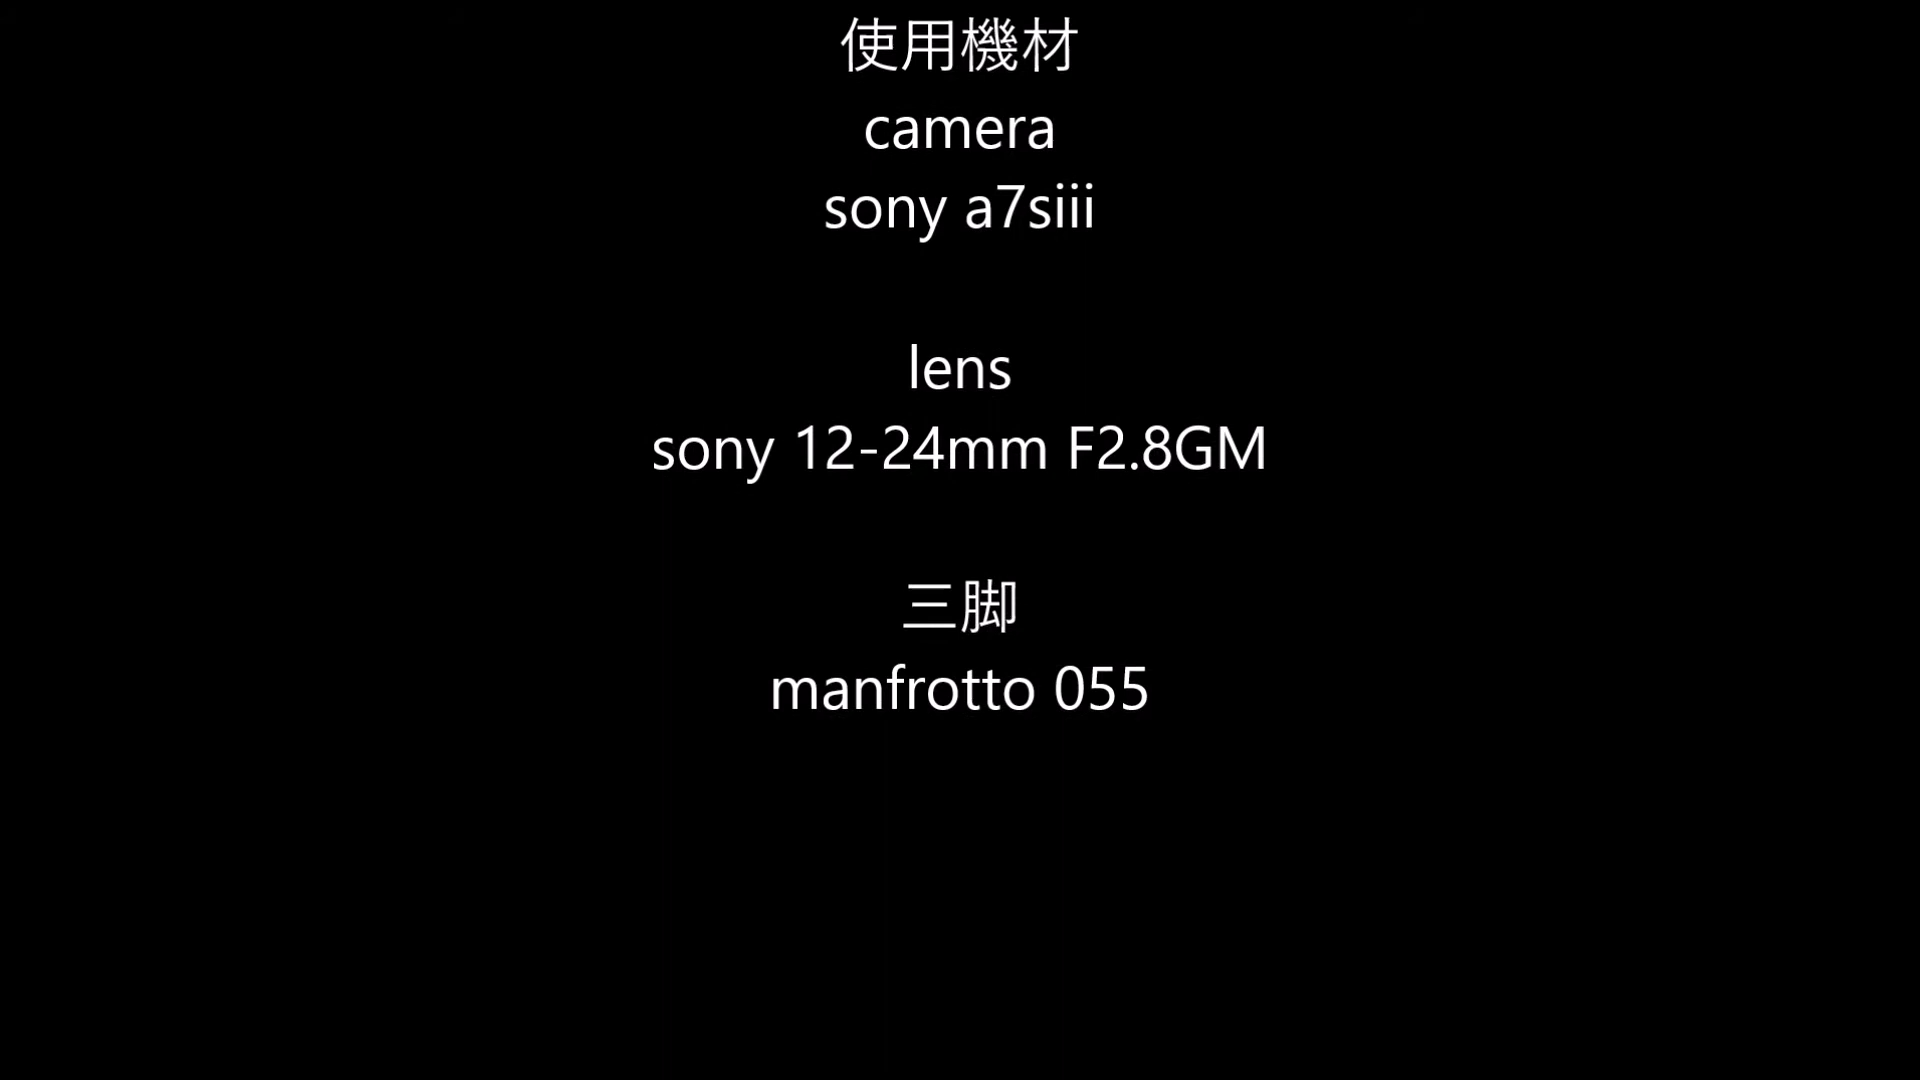 使用機材
camera
sony a7siii
lens
sony 12-24mm F2.8GM
三脚
manfrotto 055